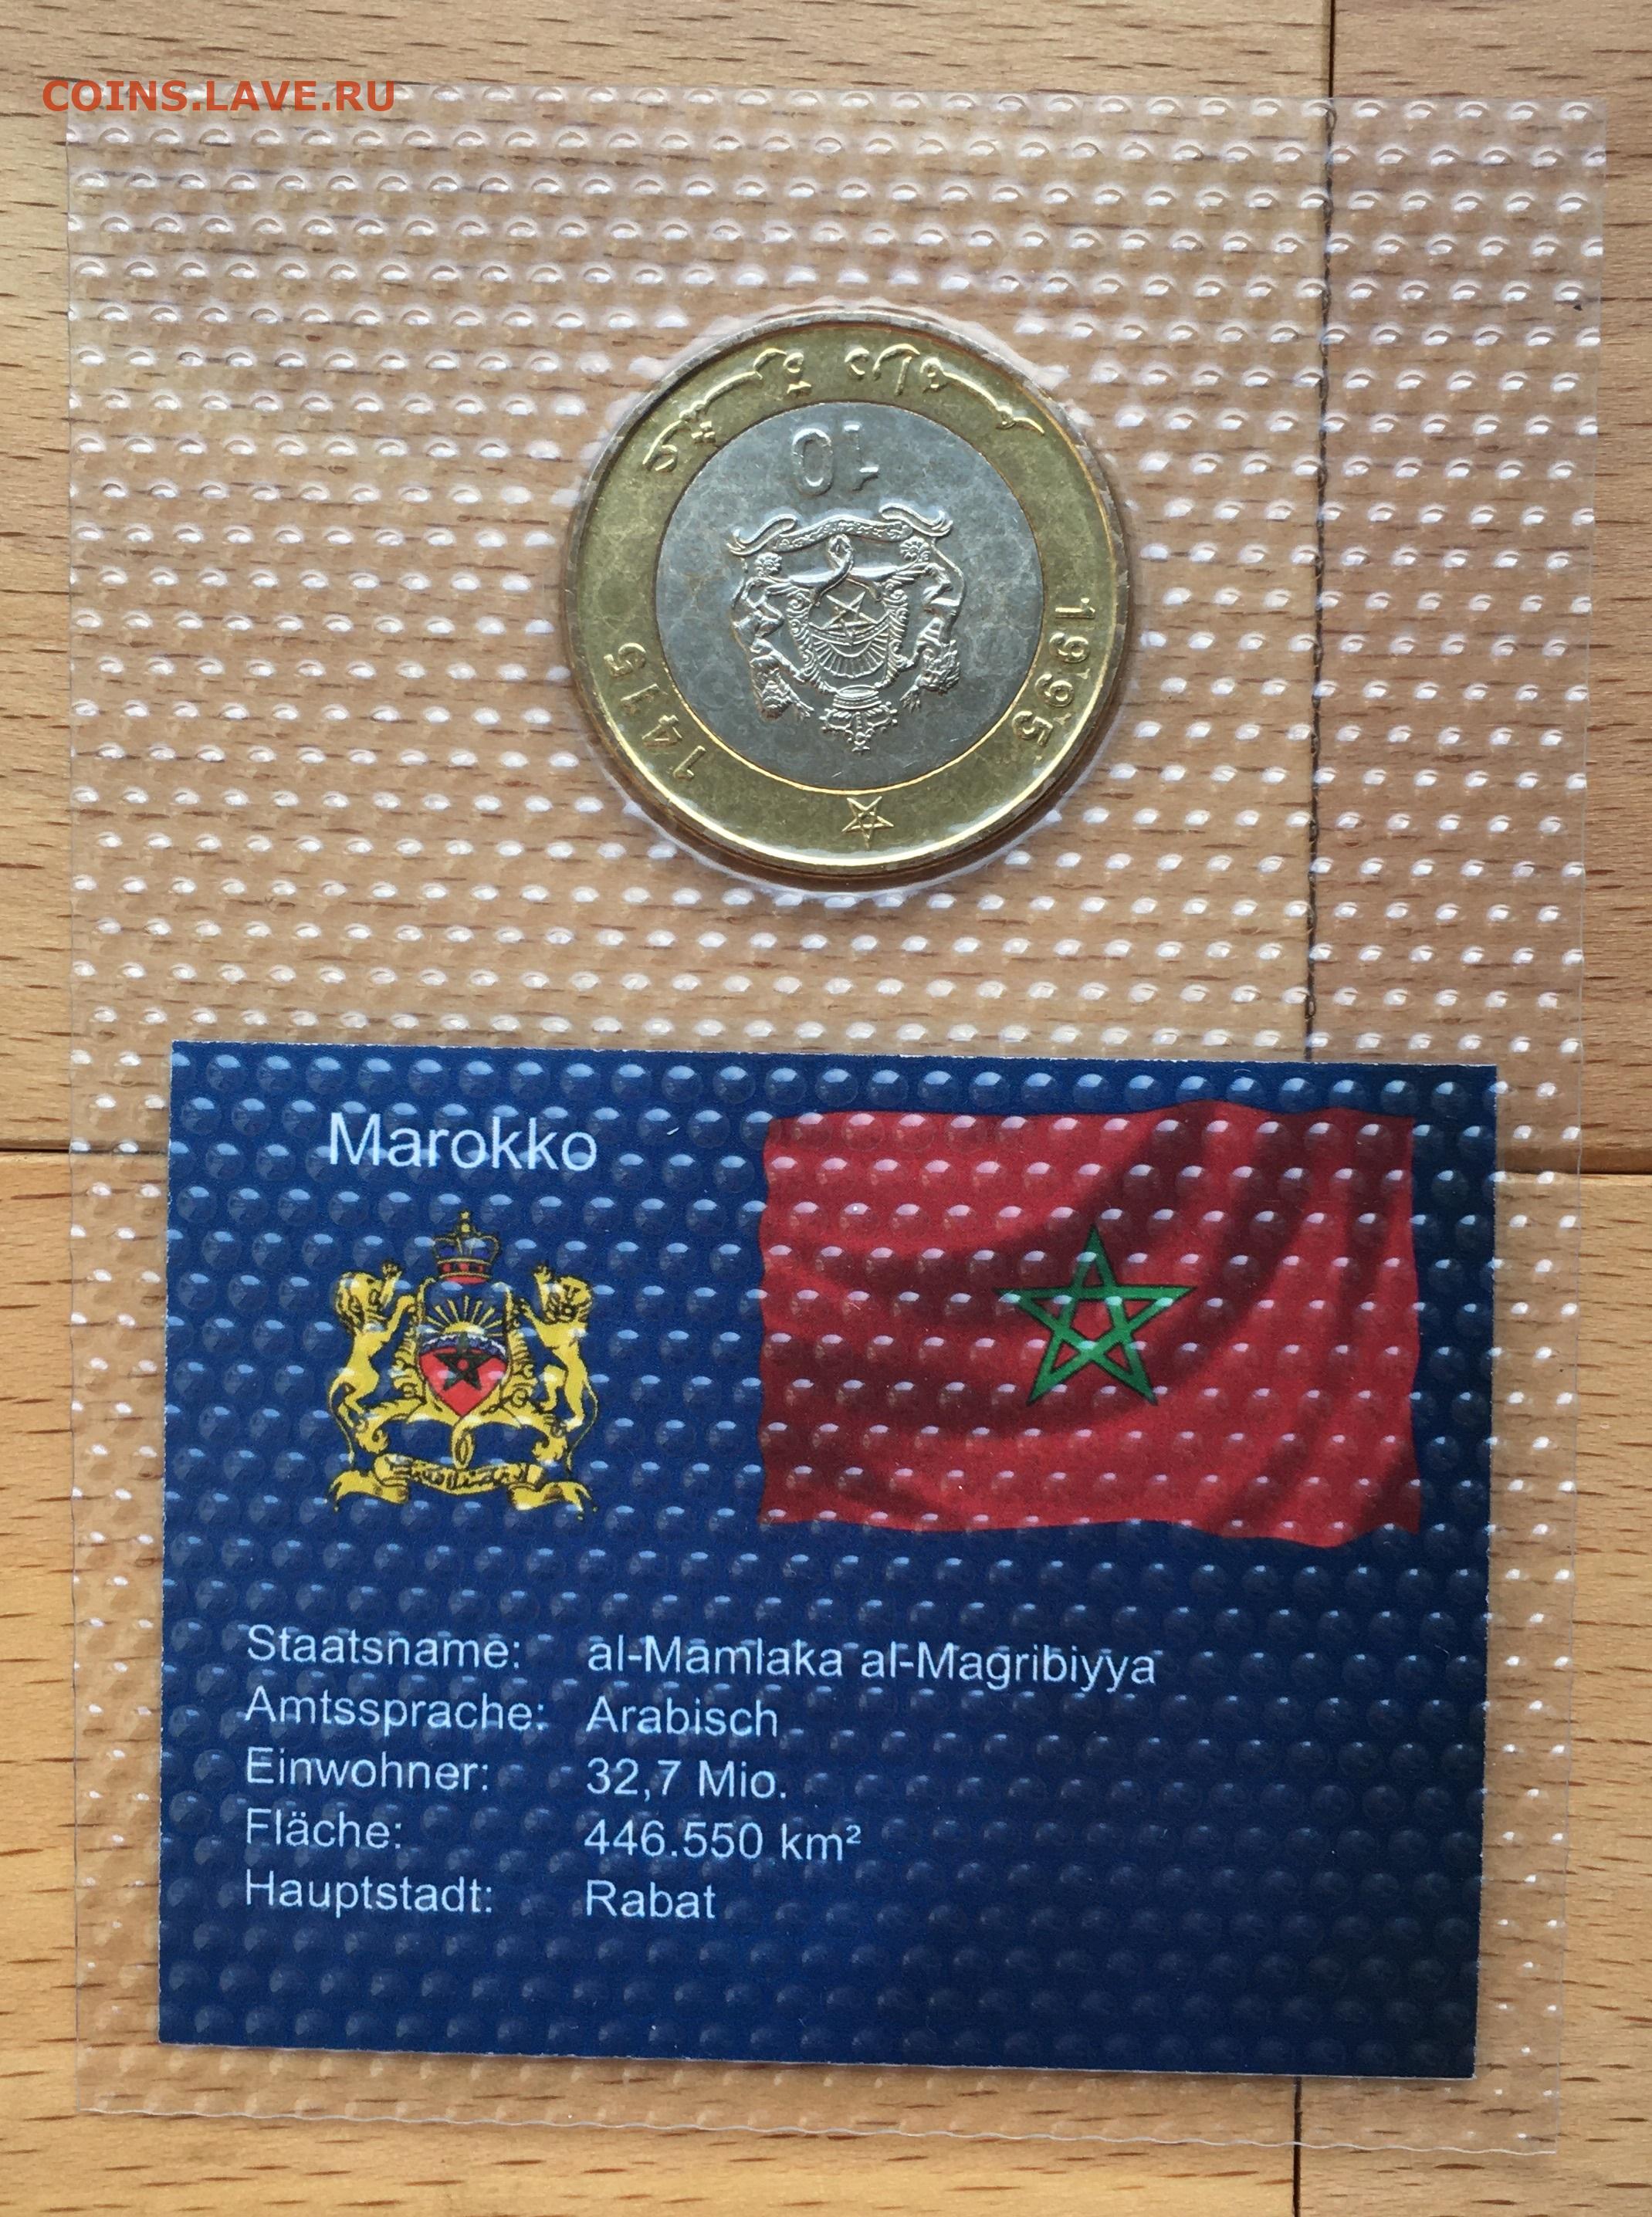 COINS.LAVE.RU
10
1995
1415
Marokko
Staatsname: al-Mamlaka al-Magribiyya
Amtssprache: Arabisch
Einwohner: 32,7 Mio.
Fläche: 446.550 km²
Hauptstadt: Rabat